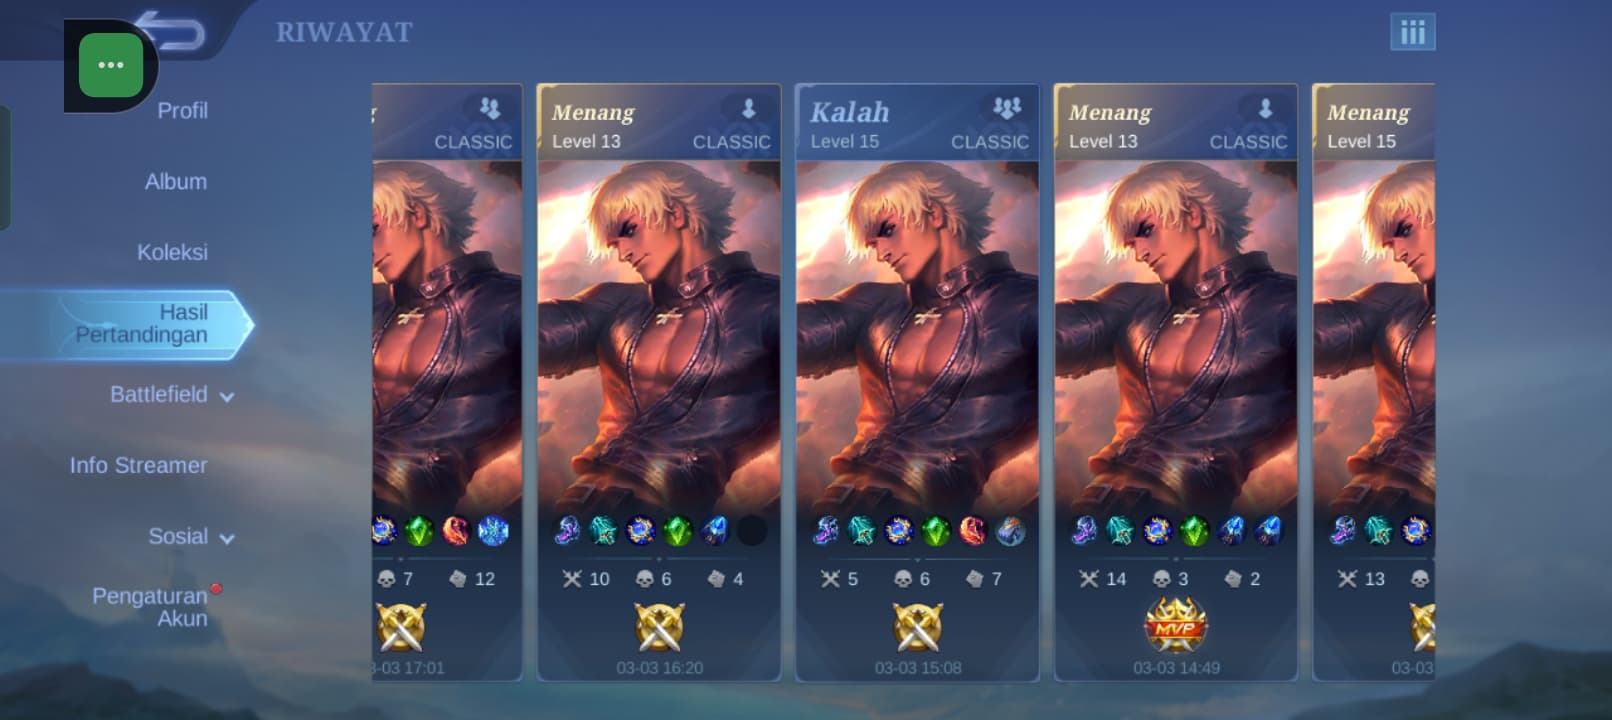 RIWAYAT
Profil
Album
Koleksi
Hasil
Pertandingan
Battlefield
Info Streamer
Sosial
Pengaturan
Akun
CLASSIC
7 12
-03 17:01
Menang
Level 13 CLASSIC
10 6 4
03-03 16:20
Kalah
Level 15 CLASSIC
5 6 7
03-03 15:08
Menang
Level 13 CLASSIC
14 3 2
MVP
03-03 14:49
Menang
Level 15
13
03-03